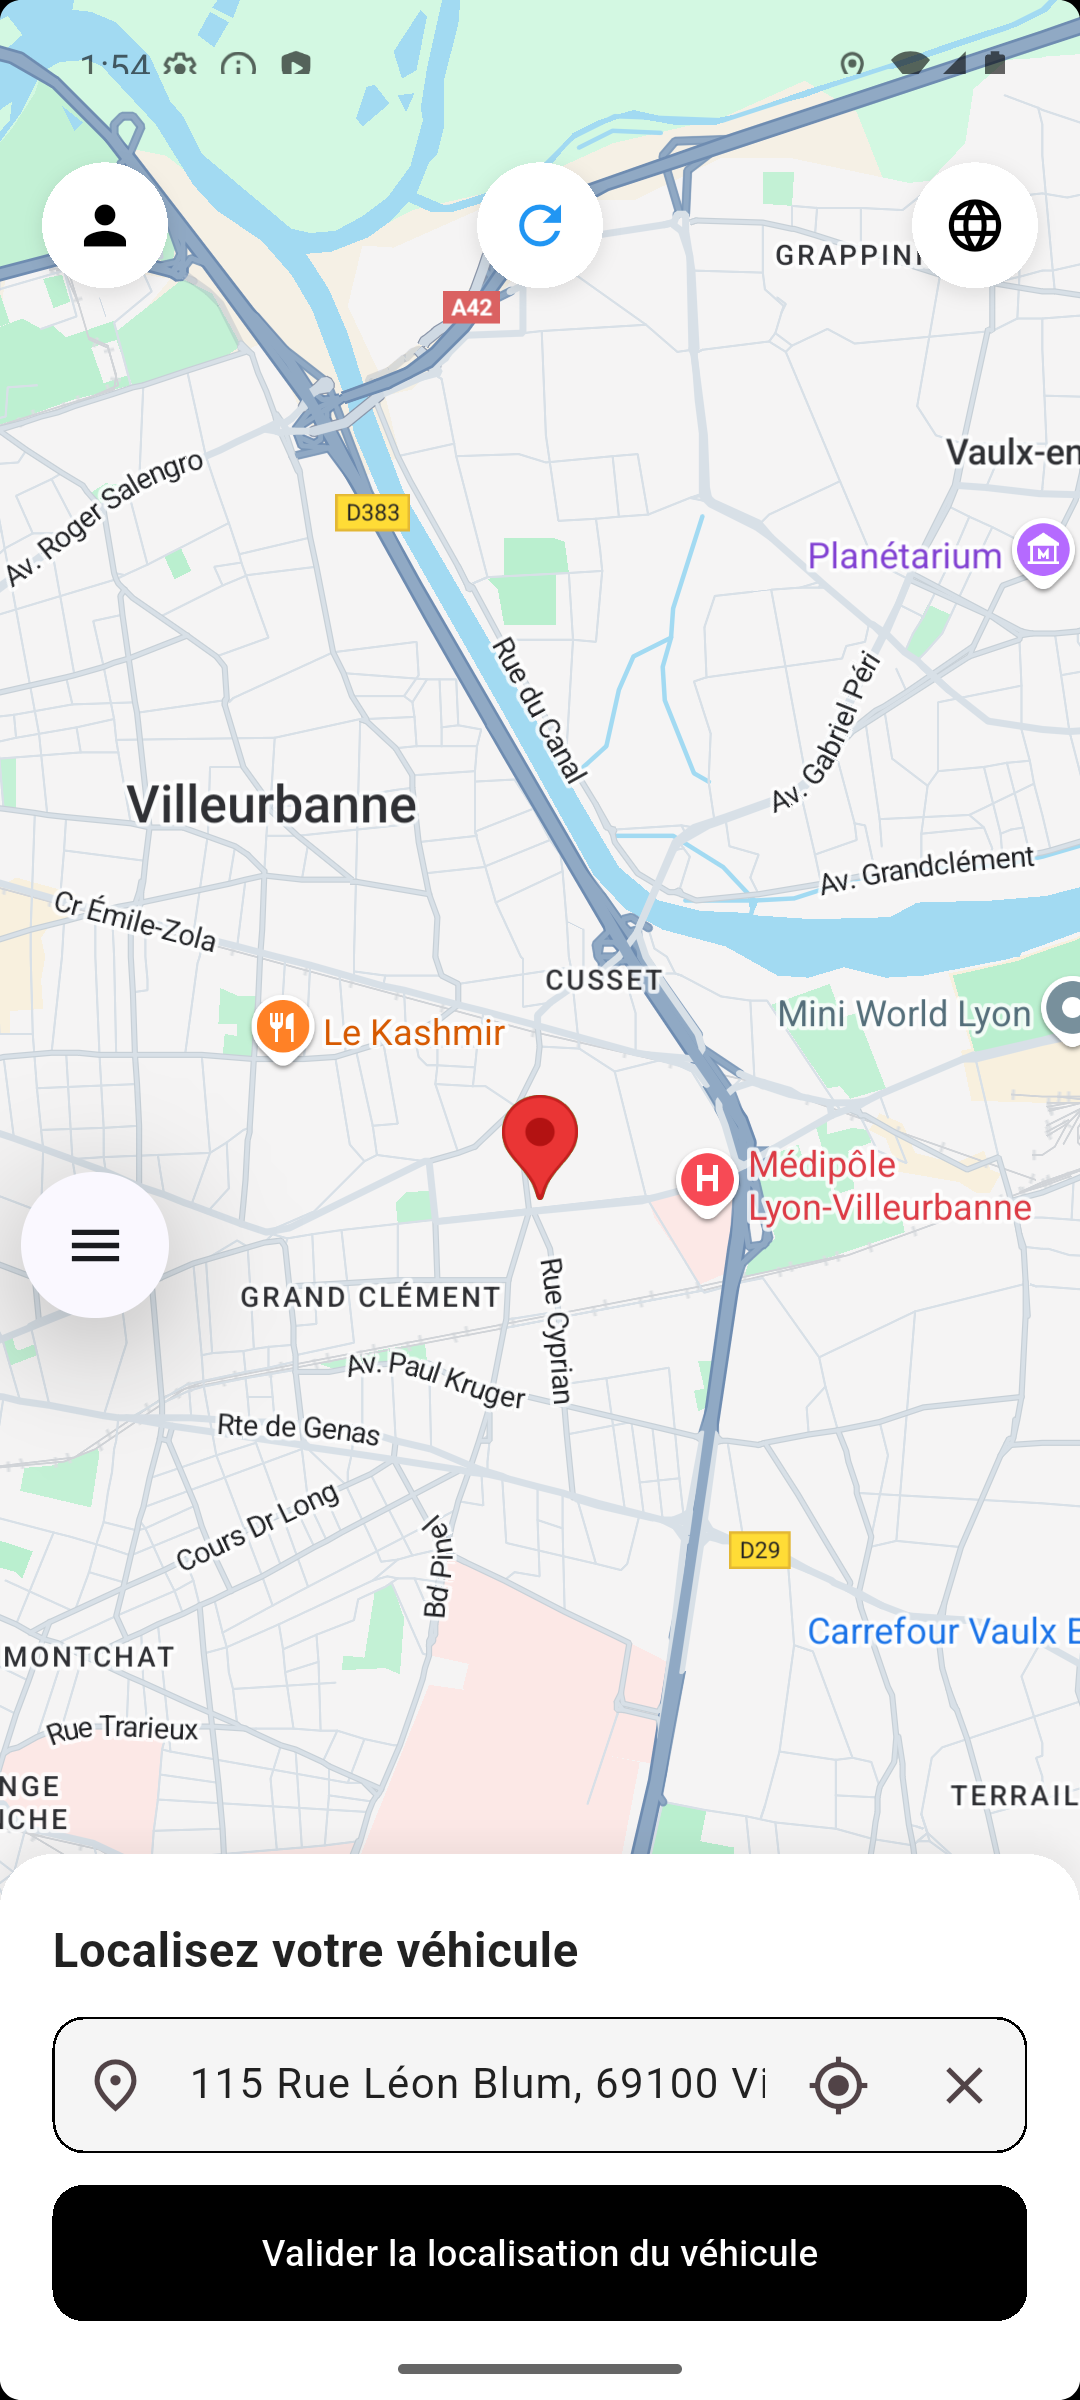 1:54
GRAPPIN
A42
Vaulx-en
Av. Roger Salengro
D383
Planétarium
Rue du Canal
Av. Gabriel Péri
Villeurbanne
Av. Grandclément
Cr Émile-Zola
CUSSET
Mini World Lyon
Le Kashmir
Médipôle
Lyon-Villeurbanne
H
GRAND CLÉMENT
Rue Cyprian
Av. Paul Kruger
Rte de Genas
Cours Dr Long
Bd Pinel
D29
Carrefour Vaulx E
MONTCHAT
Rue Trarieux
NGE
ICHE
TERRAIL
Localisez votre véhicule
115 Rue Léon Blum, 69100 Vi
Valider la localisation du véhicule